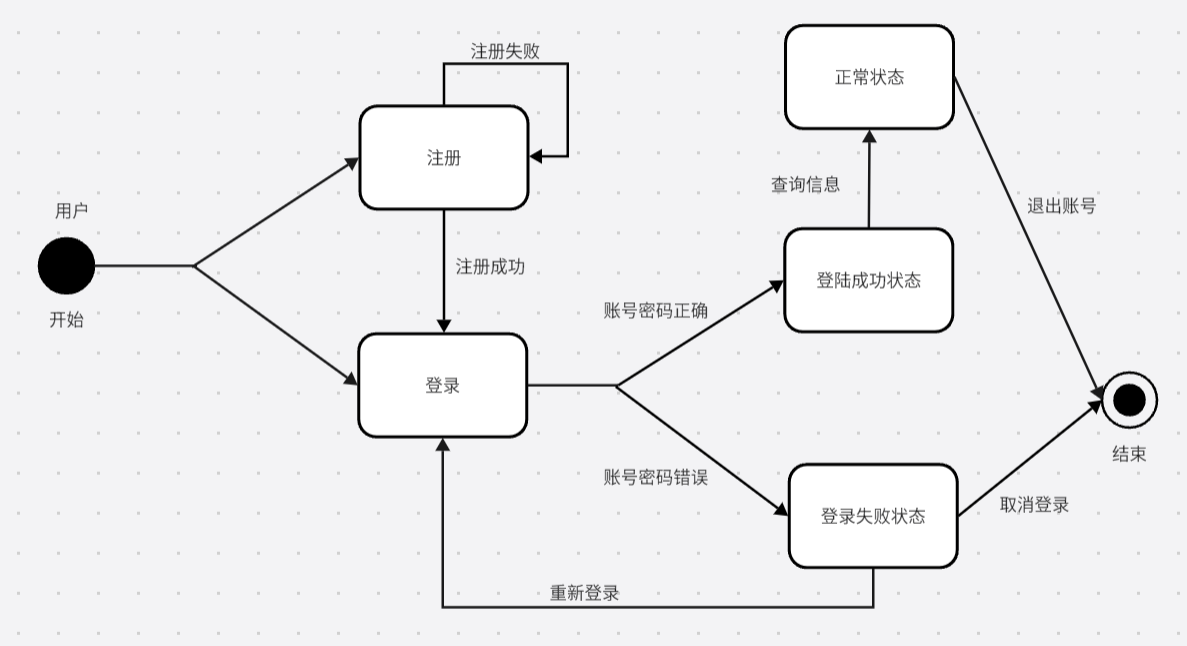 注册失败
正常状态
注册
查询信息
退出账号
用户
注册成功
登陆成功状态
开始
账号密码正确
登录
结束
账号密码错误
取消登录
登录失败状态
重新登录